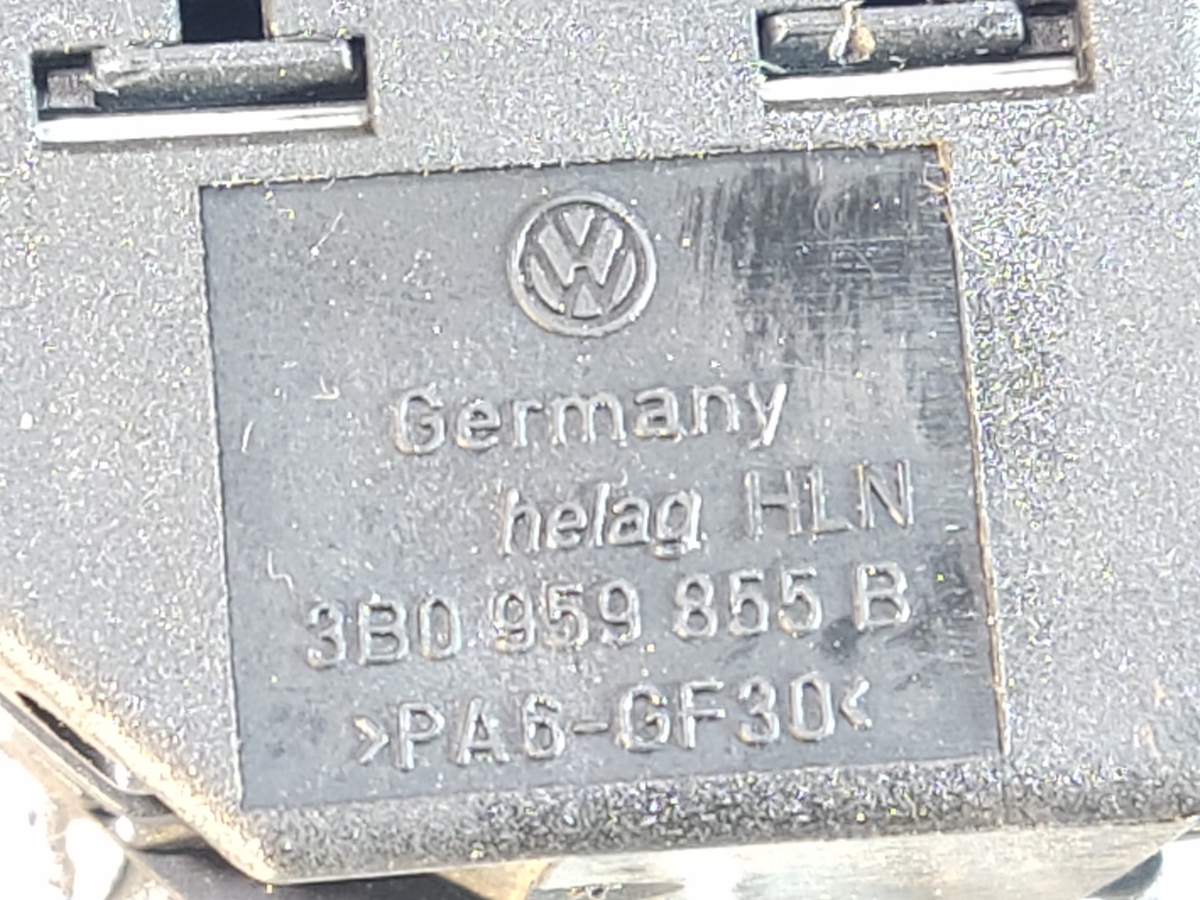 Germany
helag HLN
3B0 959 855 B
>PA6-GF30<